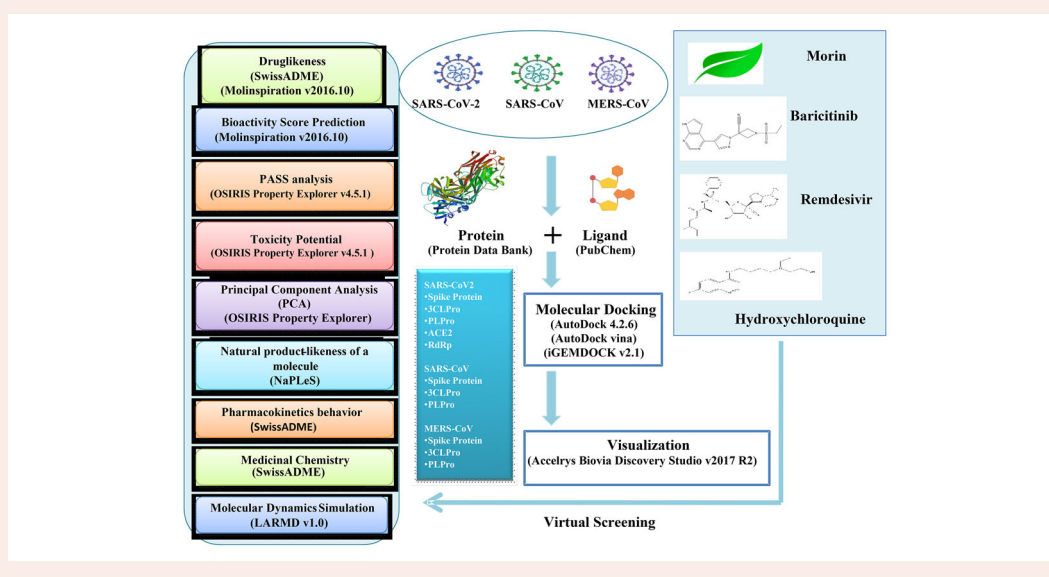 Druglikeness
(SwissADME)
(Molinspiration v2016.10)
Bioactivity Score Prediction
(Molinspiration v2016.10)
PASS analysis
(OSIRIS Property Explorer v4.5.1)
Toxicity Potential
(OSIRIS Property Explorer v4.5.1 )
Principal Component Analysis
(PCA)
(OSIRIS Property Explorer)
Natural product-likeness of a
molecule
(NaPLeS)
Pharmacokinetics behavior
(SwissADME)
Medicinal Chemistry
(SwissADME)
Molecular Dynamics Simulation
(LARMD v1.0)
SARS-CoV-2
SARS-CoV
MERS-CoV
Protein
(Protein Data Bank)
+
Ligand
(PubChem)
SARS-CoV2
•Spike Protein
•3CLPro
•PLPro
•ACE2
•RdRp
SARS-CoV
•Spike Protein
•3CLPro
•PLPro
MERS-CoV
•Spike Protein
•3CLPro
•PLPro
Molecular Docking
(AutoDock 4.2.6)
(AutoDock vina)
(iGEMDOCK v2.1)
Visualization
(Accelrys Biovia Discovery Studio v2017 R2)
Virtual Screening
Morin
Baricitinib
Remdesivir
Hydroxychloroquine